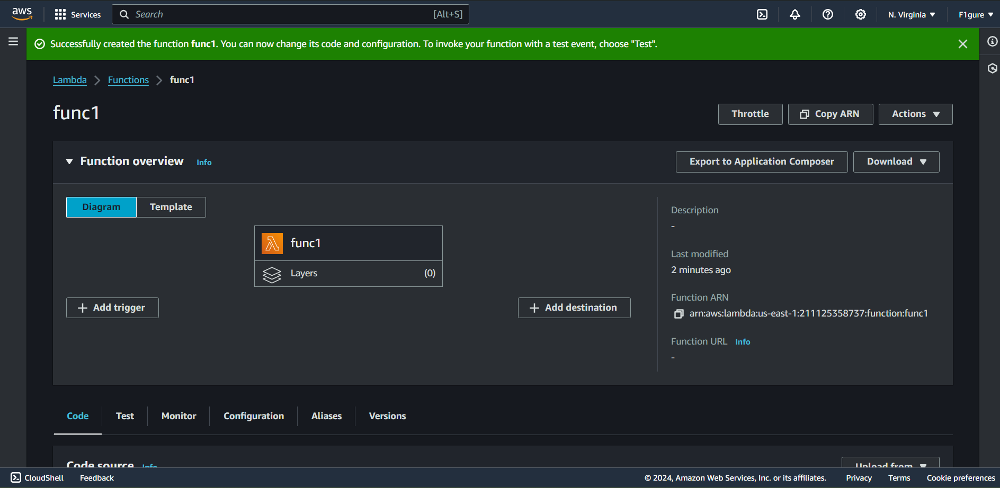 aws Services Search [Alt+S] N. Virginia F1gure
Successfully created the function func1. You can now change its code and configuration. To invoke your function with a test event, choose "Test".
Lambda Functions func1
func1
Throttle Copy ARN Actions
Function overview Info
Export to Application Composer Download
Diagram Template
func1
Layers (0)
Add trigger
Add destination
Description
-
Last modified
2 minutes ago
Function ARN
arn:aws:lambda:us-east-1:211125358737:function:func1
Function URL Info
-
Code Test Monitor Configuration Aliases Versions
Code source Info Upload from
CloudShell Feedback © 2024, Amazon Web Services, Inc. or its affiliates. Privacy Terms Cookie preferences